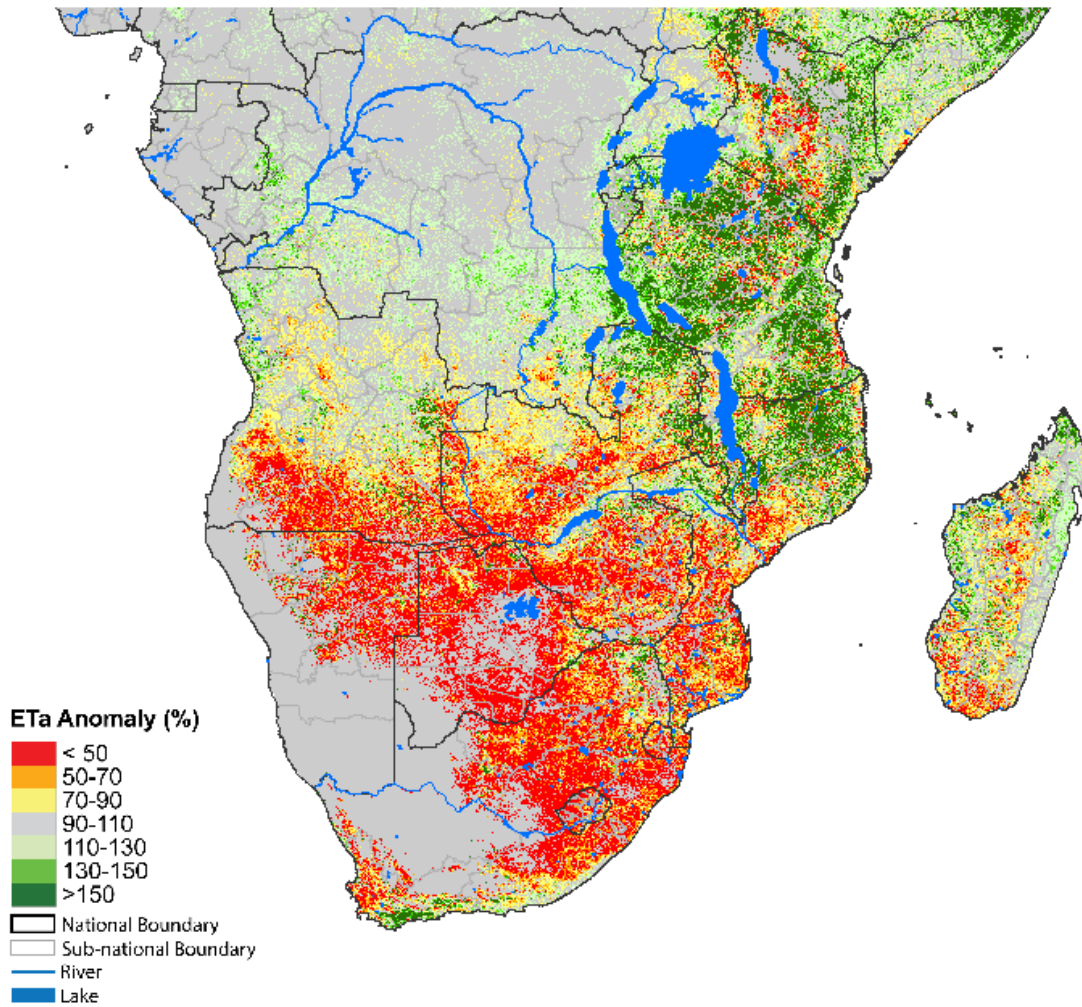 ETa Anomaly (%)
< 50
50-70
70-90
90-110
110-130
130-150
>150
National Boundary
Sub-national Boundary
River
Lake